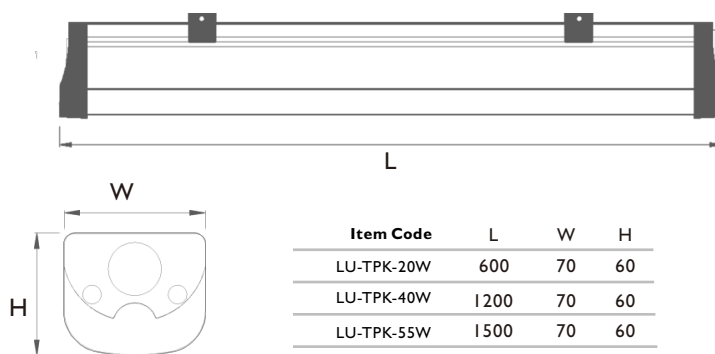 L
W
H
Item Code L W H
LU-TPK-20W 600 70 60
LU-TPK-40W 1200 70 60
LU-TPK-55W 1500 70 60